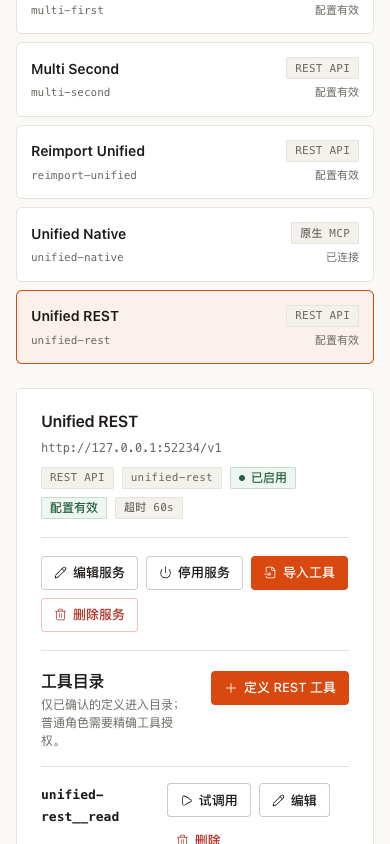 multi-first
配置有效
Multi Second
REST API
multi-second
配置有效
Reimport Unified
REST API
reimport-unified
配置有效
Unified Native
原生 MCP
unified-native
已连接
Unified REST
REST API
unified-rest
配置有效
Unified REST
http://127.0.0.1:52234/v1
REST API
unified-rest
已启用
配置有效
超时 60s
编辑服务
停用服务
导入工具
删除服务
工具目录
仅已确认的定义进入目录；
普通角色需要精确工具授
权。
定义 REST 工具
unified-
rest__read
试调用
编辑
删除